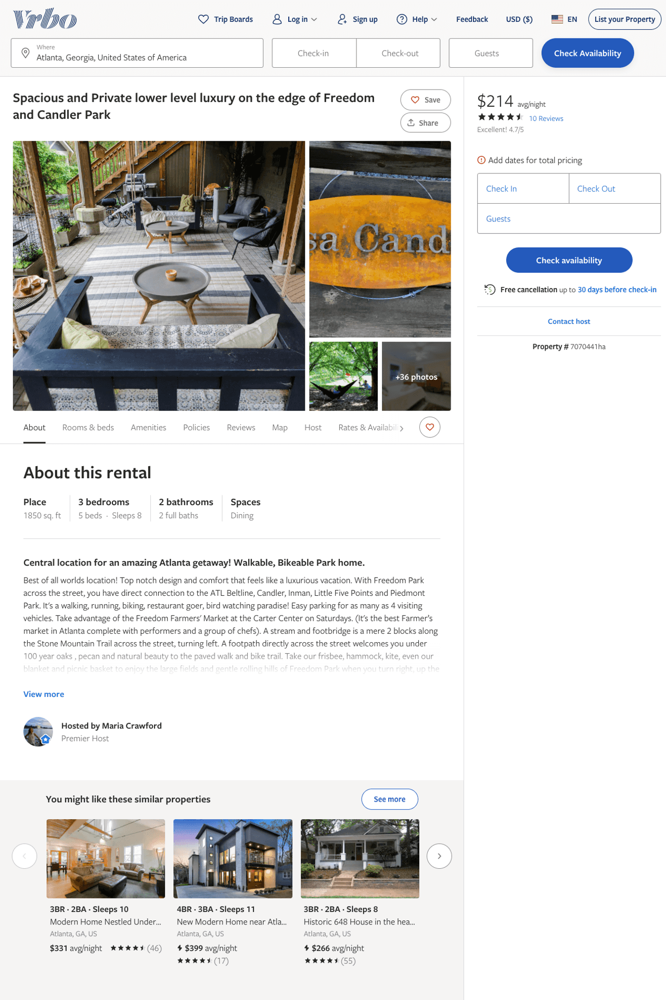 Vrbo
Trip Boards
Log in
Sign up
Help
Feedback
USD ($)
EN
List your Property
Where
Atlanta, Georgia, United States of America
Check-in
Check-out
Guests
Check Availability
Spacious and Private lower level luxury on the edge of Freedom
and Candler Park
Save
Share
sa Cand
+36 photos
$214 avg/night
10 Reviews
Excellent! 4.7/5
Add dates for total pricing
Check In
Check Out
Guests
Check availability
Free cancellation up to 30 days before check-in
Contact host
Property # 7070441ha
About
Rooms & beds
Amenities
Policies
Reviews
Map
Host
Rates & Availabili
About this rental
Place
1850 sq. ft
3 bedrooms
5 beds · Sleeps 8
2 bathrooms
2 full baths
Spaces
Dining
Central location for an amazing Atlanta getaway! Walkable, Bikeable Park home.
Best of all worlds location! Top notch design and comfort that feels like a luxurious vacation. With Freedom Park
across the street, you have direct connection to the ATL Beltline, Candler, Inman, Little Five Points and Piedmont
Park. It's a walking, running, biking, restaurant goer, bird watching paradise! Easy parking for as many as 4 visiting
vehicles. Take advantage of the Freedom Farmers' Market at the Carter Center on Saturdays. (It's the best Farmer's
market in Atlanta complete with performers and a group of chefs). A stream and footbridge is a mere 2 blocks along
the Stone Mountain Trail across the street, turning left. A footpath directly across the street welcomes you under
100 year oaks , pecan and natural beauty to the paved walk and bike trail. Take our frisbee, hammock, kite, even our
blanket and picnic basket to enjoy the large fields and gentle rolling hills of Freedom Park when you turn right, up the
View more
Hosted by Maria Crawford
Premier Host
You might like these similar properties
See more
3BR · 2BA · Sleeps 10
Modern Home Nestled Under...
Atlanta, GA, US
$331 avg/night
(46)
4BR · 3BA · Sleeps 11
New Modern Home near Atla...
Atlanta, GA, US
$399 avg/night
(17)
3BR · 2BA · Sleeps 8
Historic 648 House in the hea...
Atlanta, GA, US
$266 avg/night
(55)